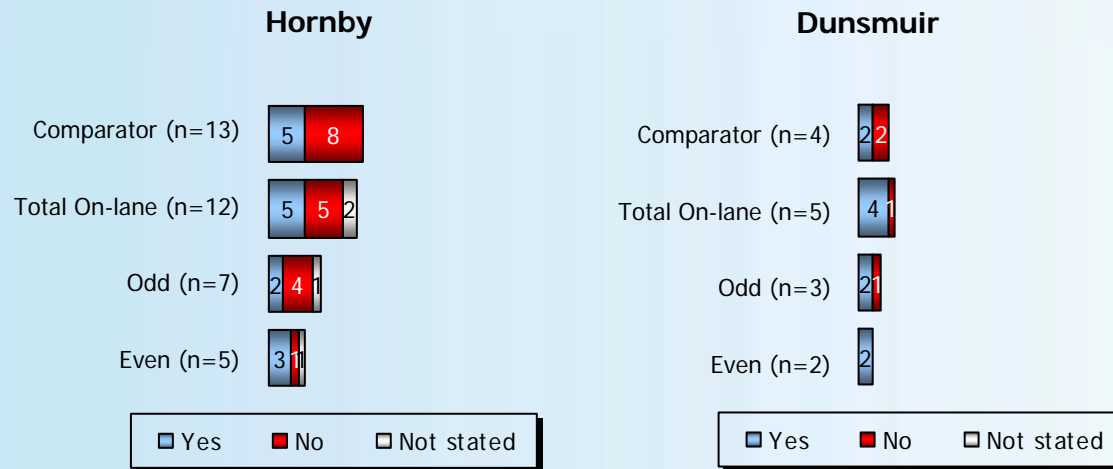 Hornby
Comparator (n=13) 5 8
Total On-lane (n=12) 5 5 2
Odd (n=7) 2 4 1
Even (n=5) 3 1 1
Yes No Not stated
Dunsmuir
Comparator (n=4) 2 2
Total On-lane (n=5) 4 1
Odd (n=3) 2 1
Even (n=2) 2
Yes No Not stated